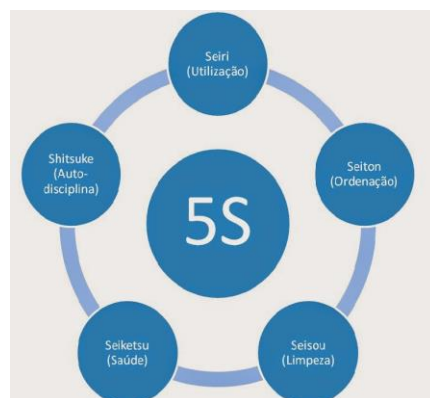 Seiri
(Utilização)
Seiton
(Ordenação)
Seisou
(Limpeza)
Seiketsu
(Saúde)
Shitsuke
(Auto-
disciplina)
5S